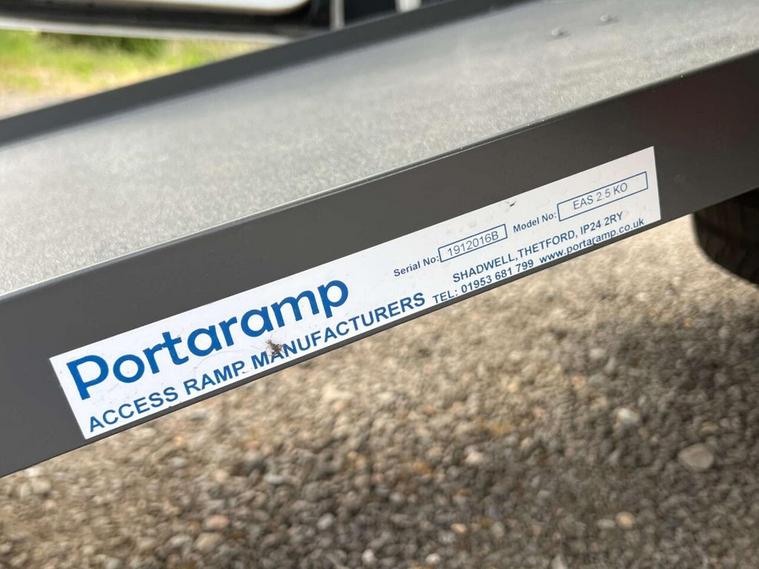 Portaramp
ACCESS RAMP MANUFACTURERS
Serial No: 1912016B Model No: EAS 2.5 KO
SHADWELL, THETFORD, IP24 2RY
TEL: 01953 681 799 www.portaramp.co.uk